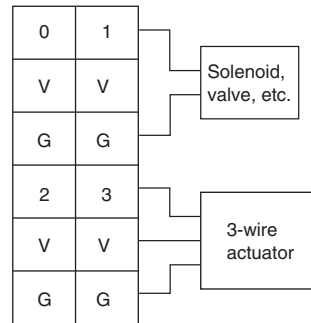 0 1
V V
G G
2 3
V V
G G
Solenoid,
valve, etc.
3-wire
actuator